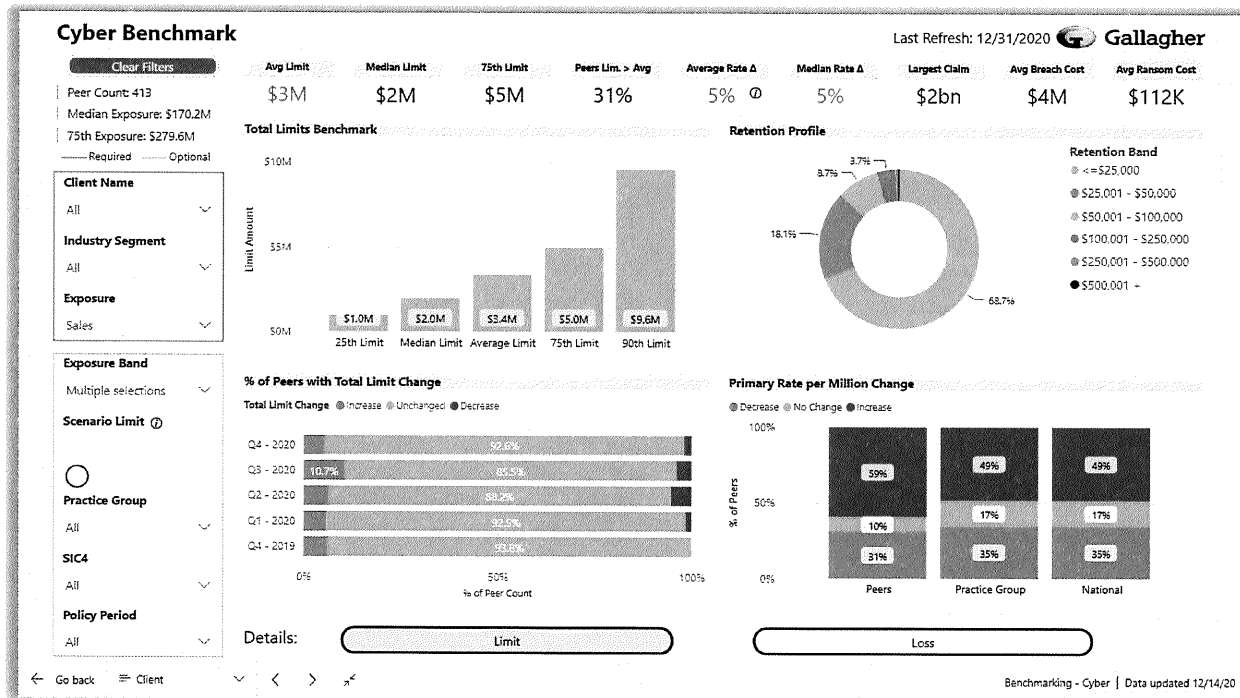 Cyber Benchmark
Last Refresh: 12/31/2020
Gallagher
Clear Filters
Peer Count: 413
Median Exposure: $170.2M
75th Exposure: $279.6M
Required Optional
Avg Limit
$3M
Median Limit
$2M
75th Limit
$5M
Peers Lim. > Avg
31%
Average Rate Δ
5%
Median Rate Δ
5%
Largest Claim
$2bn
Avg Breach Cost
$4M
Avg Ransom Cost
$112K
Client Name
All
Industry Segment
All
Exposure
Sales
Exposure Band
Multiple selections
Scenario Limit
Practice Group
All
SIC4
All
Policy Period
All
Total Limits Benchmark
Limit Amount
$10M
$5M
$0M
$1.0M $2.0M $3.4M $5.0M $9.6M
25th Limit Median Limit Average Limit 75th Limit 90th Limit
Retention Profile
3.7%
8.7%
18.1%
68.7%
Retention Band
<=$25,000
$25,001 - $50,000
$50,001 - $100,000
$100,001 - $250,000
$250,001 - $500,000
$500,001 +
% of Peers with Total Limit Change
Total Limit Change Increase Unchanged Decrease
Q4 - 2020 92.6%
Q3 - 2020 10.7% 85.5%
Q2 - 2020 88.2%
Q1 - 2020 92.5%
Q4 - 2019 93.8%
0% 50% 100%
% of Peer Count
Primary Rate per Million Change
Decrease No Change Increase
% of Peers
100%
50%
0%
59% 49% 49%
10% 17% 17%
31% 35% 35%
Peers Practice Group National
Details: Limit Loss
Go back Client
Benchmarking - Cyber | Data updated 12/14/20